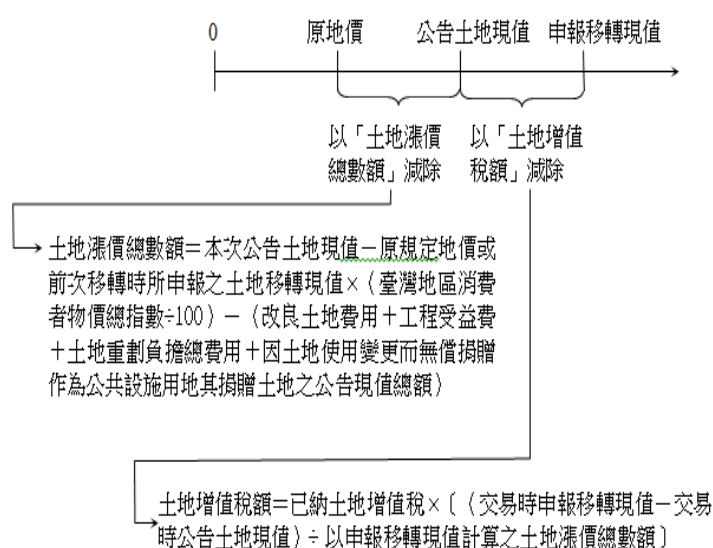 0 原地價 公告土地現值 申報移轉現值
以「土地漲價 以「土地增值
總數額」減除 稅額」減除
土地漲價總數額=本次公告土地現值-原規定地價或
前次移轉時所申報之土地移轉現值×(臺灣地區消費
者物價總指數÷100)-(改良土地費用+工程受益費
+土地重劃負擔總費用+因土地使用變更而無償捐贈
作為公共設施用地其捐贈土地之公告現值總額)
土地增值稅額=已納土地增值稅×〔(交易時申報移轉現值-交易
時公告土地現值)÷以申報移轉現值計算之土地漲價總數額〕